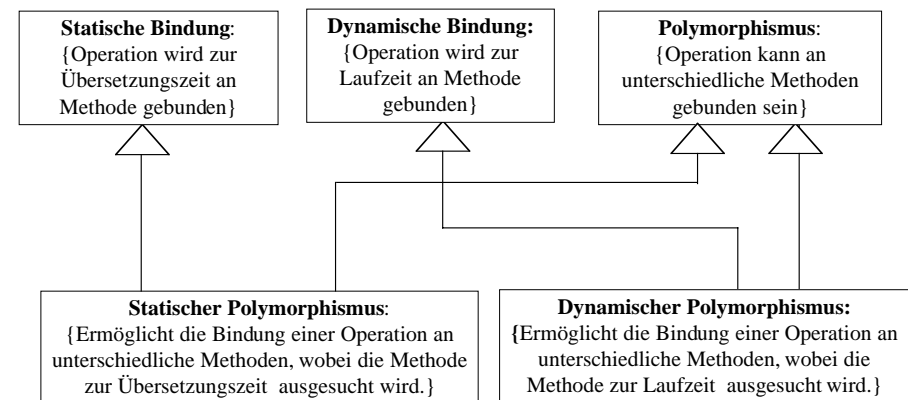 Statische Bindung:
{Operation wird zur
Übersetzungszeit an
Methode gebunden}
Dynamische Bindung:
{Operation wird zur
Laufzeit an Methode
gebunden}
Polymorphismus:
{Operation kann an
unterschiedliche Methoden
gebunden sein}
Statischer Polymorphismus:
{Ermöglicht die Bindung einer Operation an
unterschiedliche Methoden, wobei die Methode
zur Übersetzungszeit ausgesucht wird.}
Dynamischer Polymorphismus:
{Ermöglicht die Bindung einer Operation an
unterschiedliche Methoden, wobei die
Methode zur Laufzeit ausgesucht wird.}